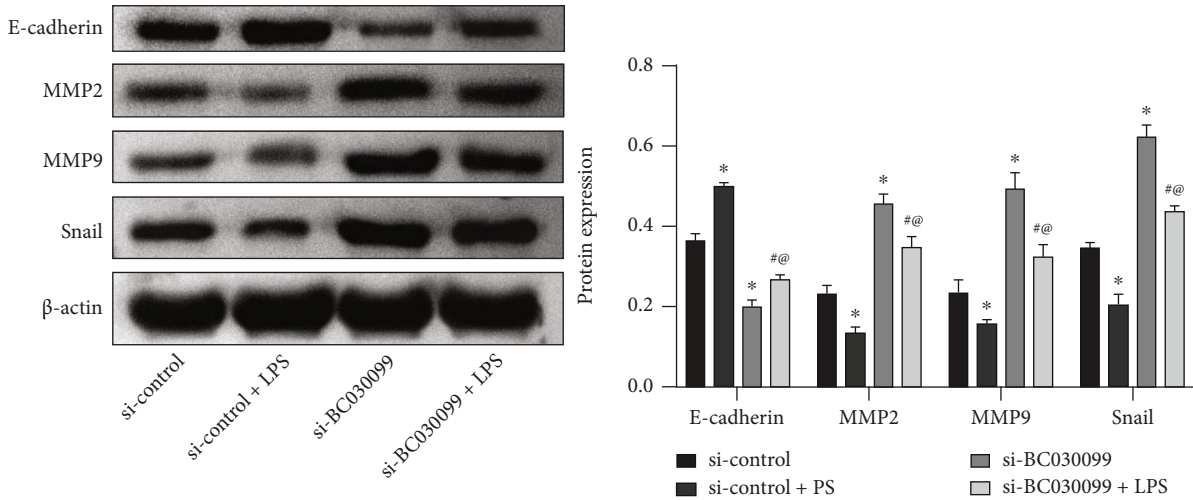 E-cadherin
MMP2
MMP9
Snail
β-actin
si-control
si-control + LPS
si-BC030099
si-BC030099 + LPS
Protein expression
0.8
0.6
0.4
0.2
0.0
*
*
#@
*
*
#@
*
*
#@
*
*
#@
*
E-cadherin
MMP2
MMP9
Snail
si-control
si-control + PS
si-BC030099
si-BC030099 + LPS